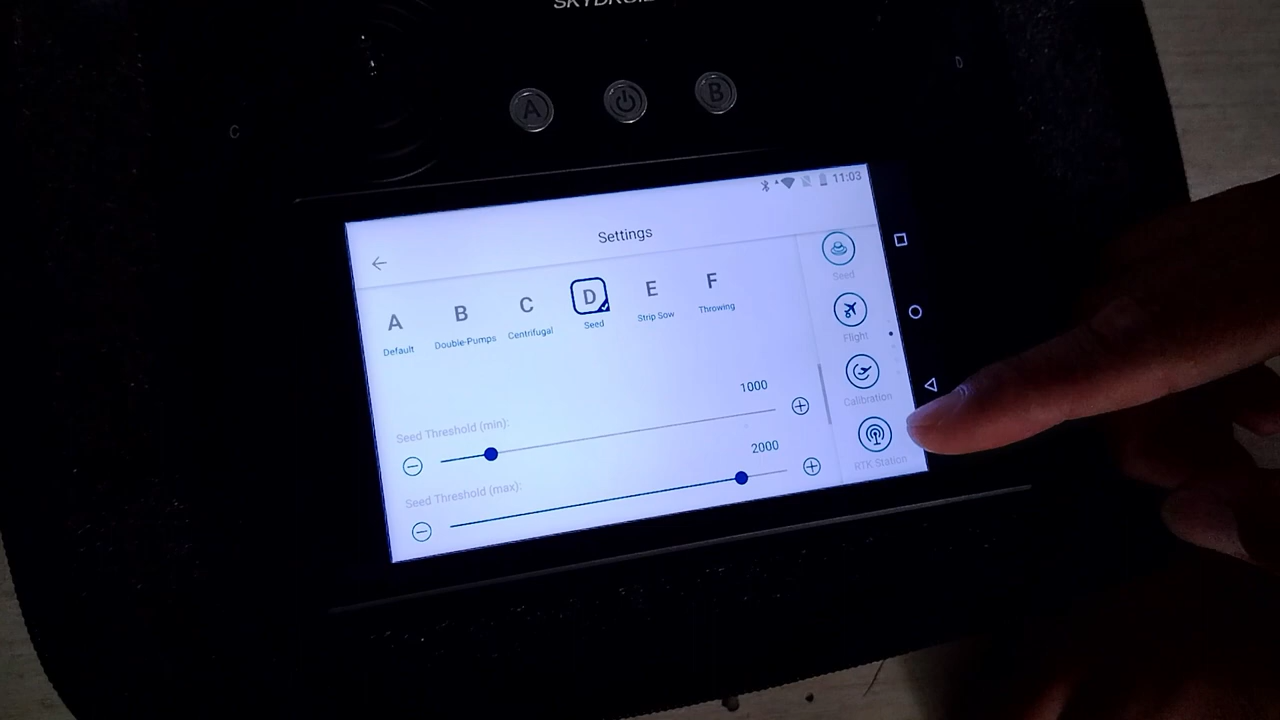 SKYDROID
A
B
C
D
11:03
Settings
A
B
C
D
E
F
Default
Double-Pumps
Centrifugal
Seed
Strip Sow
Throwing
Seed
Flight
Calibration
RTK Station
Seed Threshold (min):
1000
Seed Threshold (max):
2000